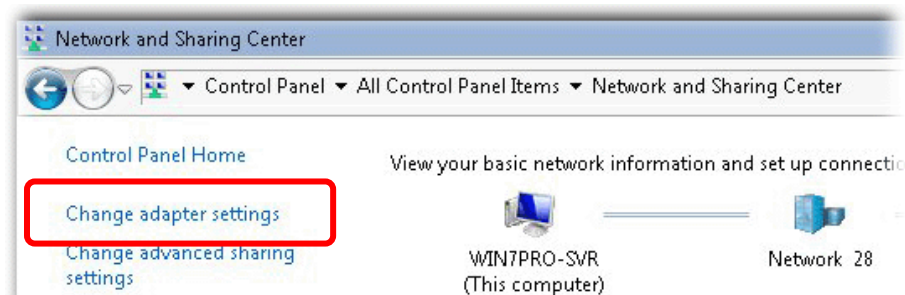 Network and Sharing Center
Control Panel All Control Panel Items Network and Sharing Center
Control Panel Home
View your basic network information and set up
Change adapter settings
Change advanced sharing
settings
WIN7PRO-SVR
(This computer)
Network 28